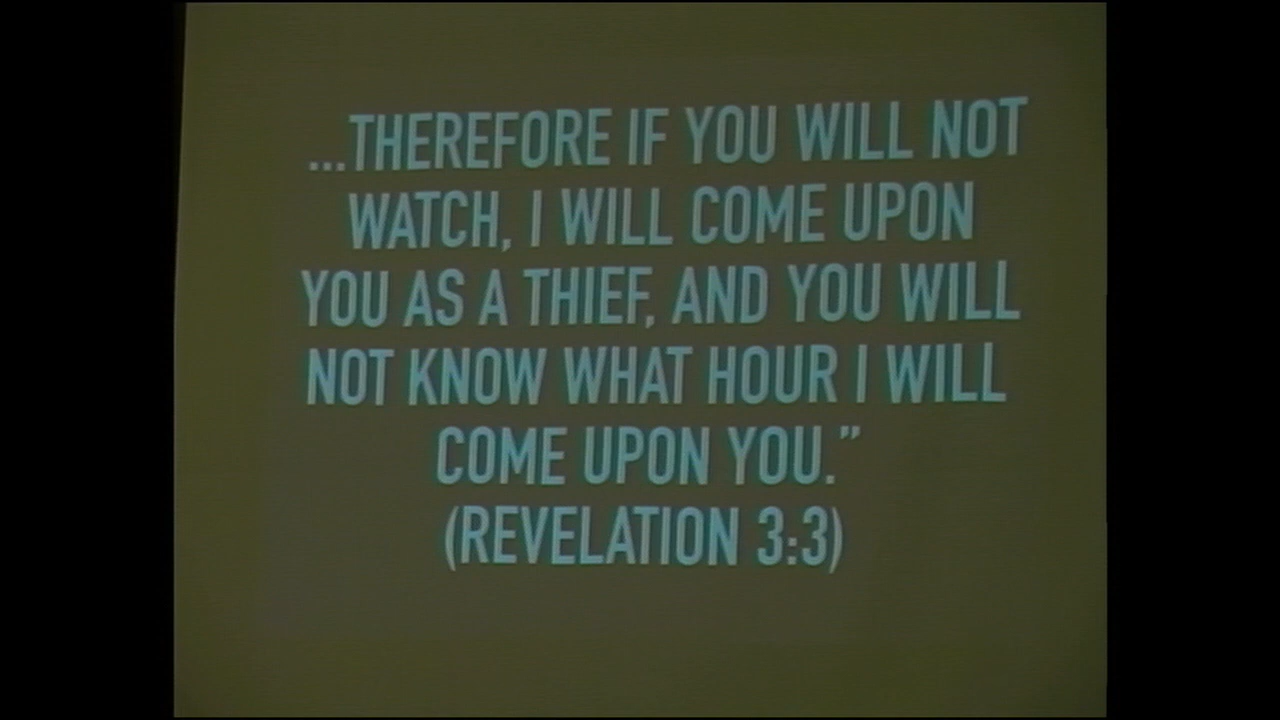 ...THEREFORE IF YOU WILL NOT
WATCH, I WILL COME UPON
YOU AS A THIEF, AND YOU WILL
NOT KNOW WHAT HOUR I WILL
COME UPON YOU.”
(REVELATION 3:3)